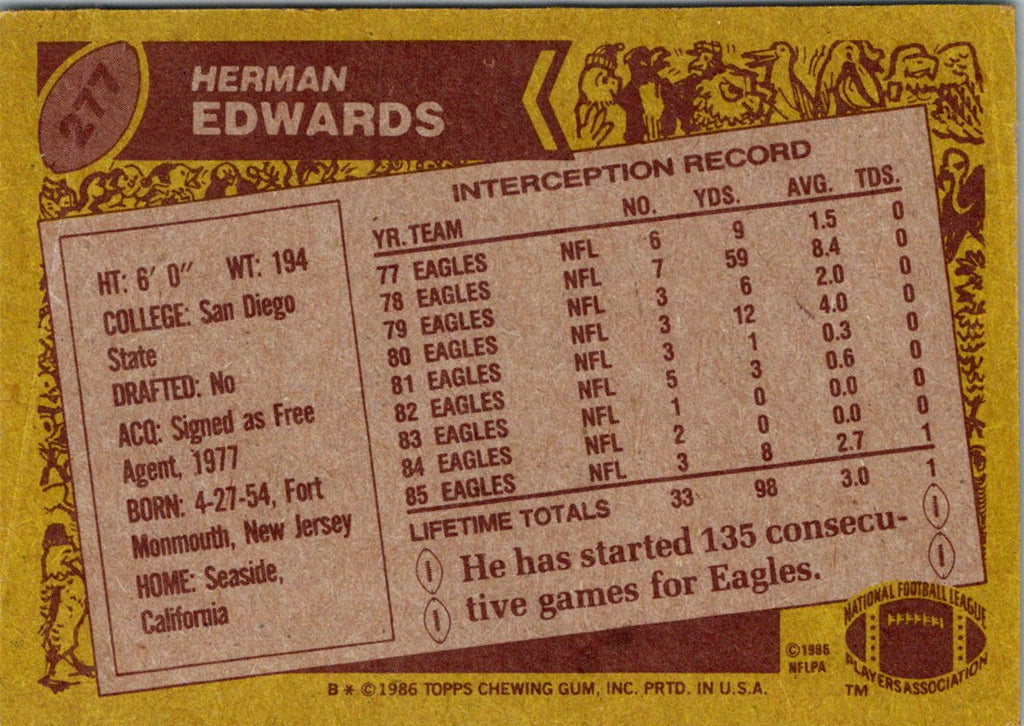 277
HERMAN
EDWARDS
HT: 6' 0" WT: 194
COLLEGE: San Diego
State
DRAFTED: No
ACQ: Signed as Free
Agent, 1977
BORN: 4-27-54, Fort
Monmouth, New Jersey
HOME: Seaside,
California
INTERCEPTION RECORD
YR. TEAM NO. YDS. AVG. TDS.
77 EAGLES NFL 6 9 1.5 0
78 EAGLES NFL 7 59 8.4 0
79 EAGLES NFL 3 6 2.0 0
80 EAGLES NFL 3 12 4.0 0
81 EAGLES NFL 3 1 0.3 0
82 EAGLES NFL 5 3 0.6 0
83 EAGLES NFL 1 0 0.0 0
84 EAGLES NFL 2 0 0.0 0
85 EAGLES NFL 3 8 2.7 1
LIFETIME TOTALS 33 98 3.0 1
He has started 135 consecu-
tive games for Eagles.
©1986
NFLPA
NATIONAL FOOTBALL LEAGUE
PLAYERS ASSOCIATION
TM
B * ©1986 TOPPS CHEWING GUM, INC. PRTD. IN U.S.A.